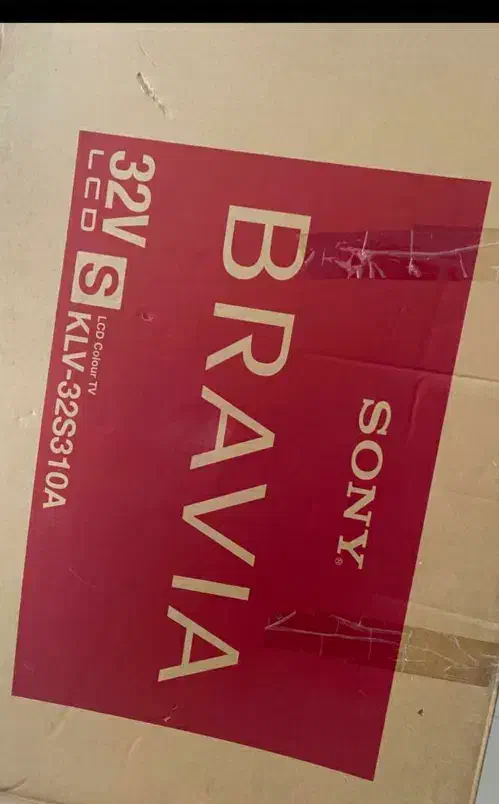 SONY®
BRAVIA
32V
LCD
S
LCD Colour TV
KLV-32S310A